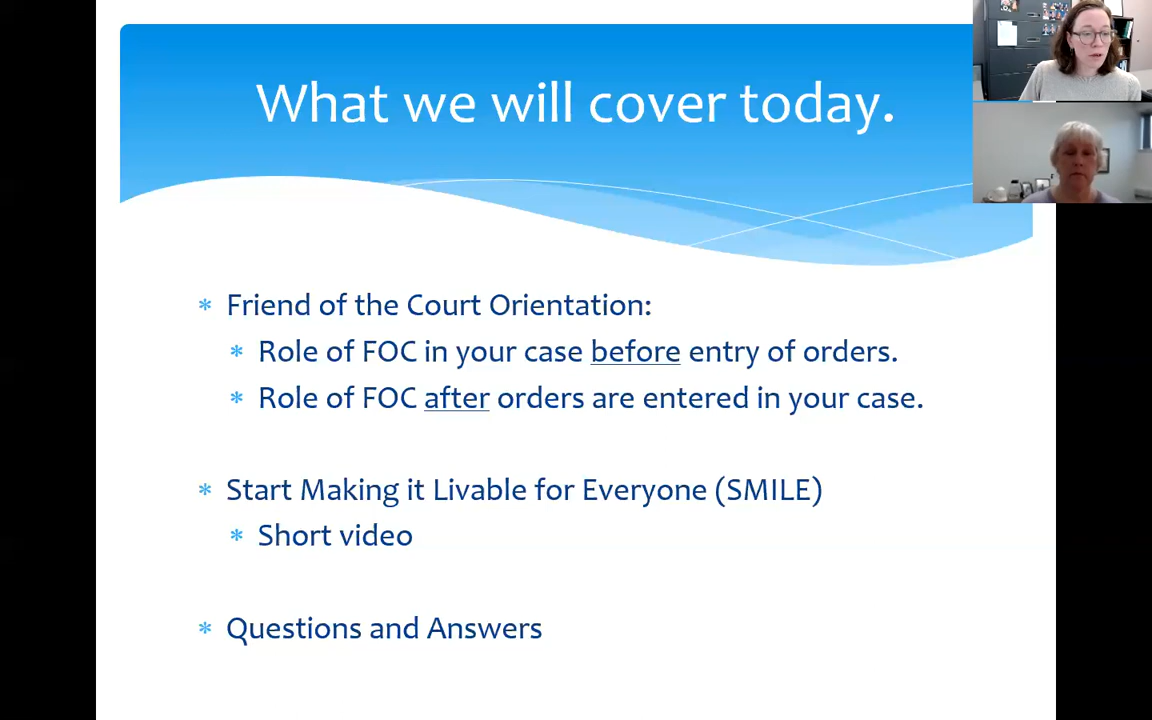 What we will cover today.
* Friend of the Court Orientation:
* Role of FOC in your case before entry of orders.
* Role of FOC after orders are entered in your case.
* Start Making it Livable for Everyone (SMILE)
* Short video
* Questions and Answers